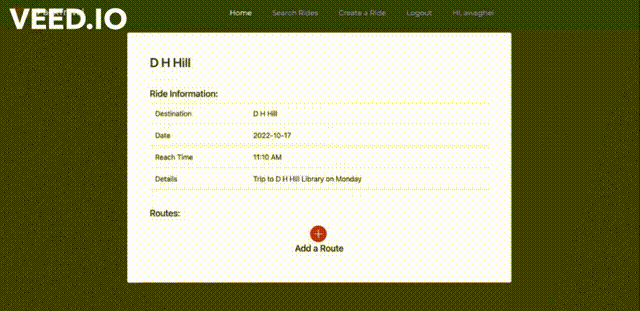 VEED.IO
Home Search Rides Create a Ride Logout Hi, awaghel
D H Hill
Ride Information:
Destination D H Hill
Date 2022-10-17
Reach Time 11:10 AM
Details Trip to D H Hill Library on Monday
Routes:
Add a Route